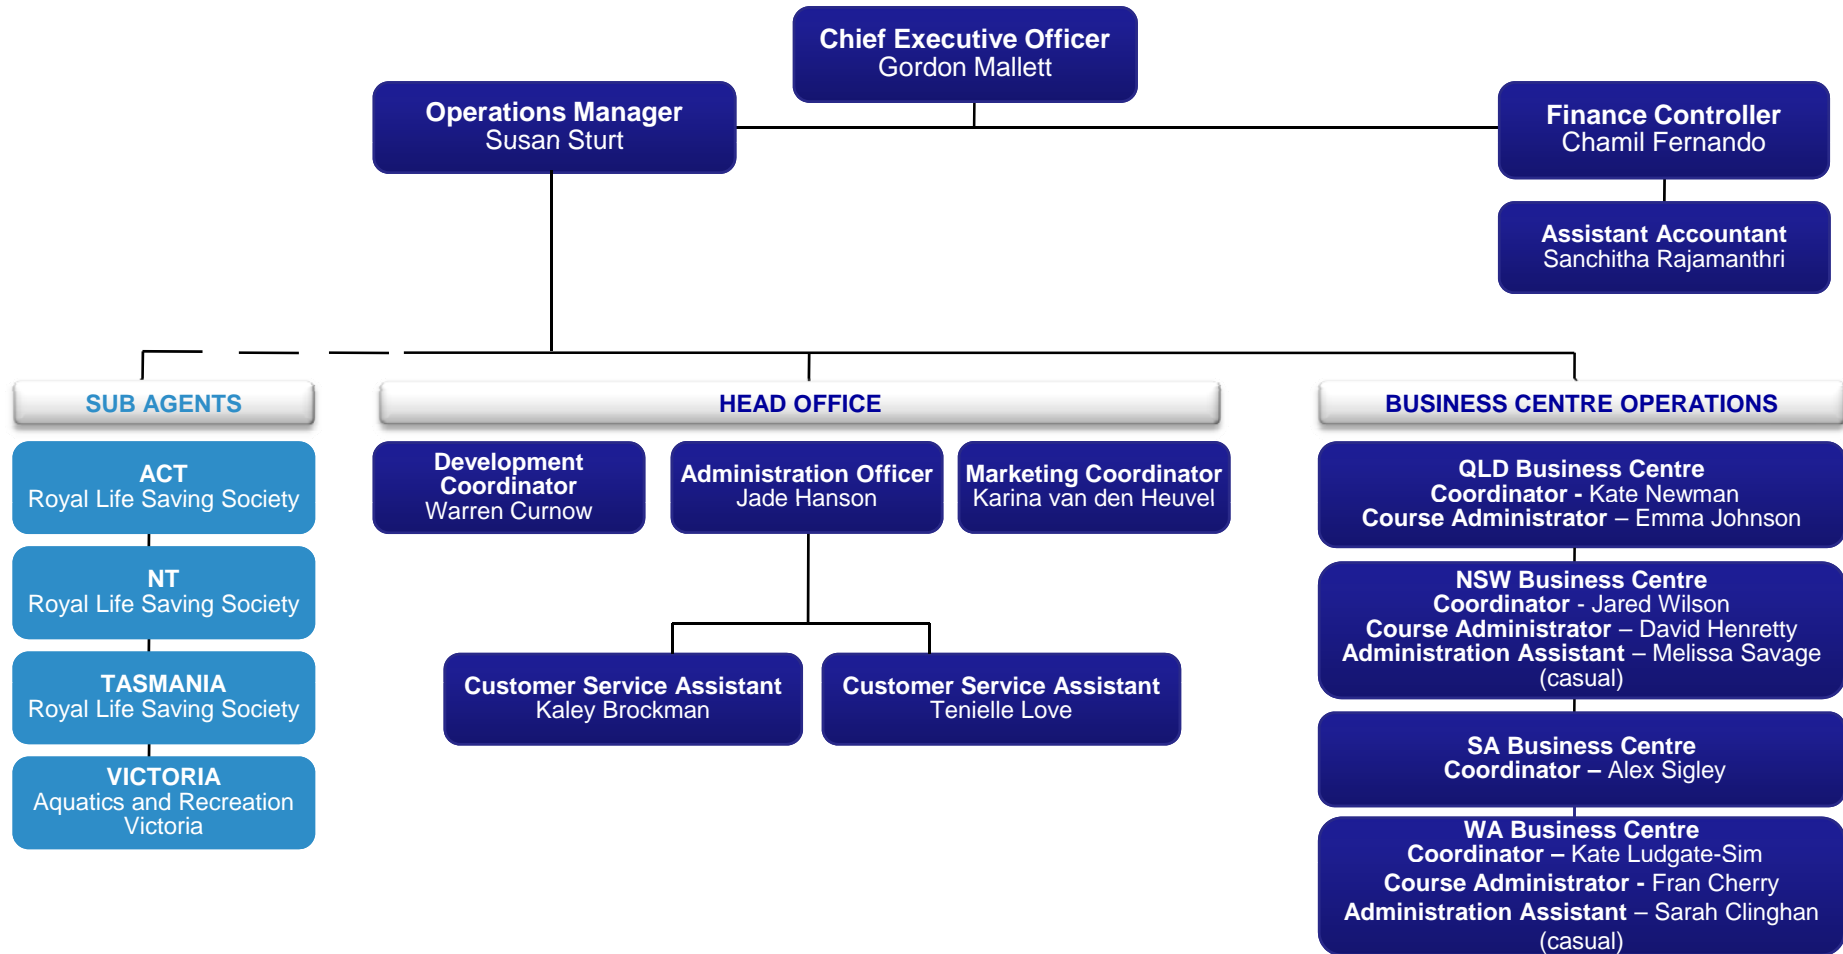 Chief Executive Officer
Gordon Mallett
Operations Manager
Susan Sturt
Finance Controller
Chamil Fernando
Assistant Accountant
Sanchitha Rajamanthri
SUB AGENTS
ACT
Royal Life Saving Society
NT
Royal Life Saving Society
TASMANIA
Royal Life Saving Society
VICTORIA
Aquatics and Recreation
Victoria
HEAD OFFICE
Development
Coordinator
Warren Curnow
Administration Officer
Jade Hanson
Marketing Coordinator
Karina van den Heuvel
Customer Service Assistant
Kaley Brockman
Customer Service Assistant
Tenielle Love
BUSINESS CENTRE OPERATIONS
QLD Business Centre
Coordinator - Kate Newman
Course Administrator – Emma Johnson
NSW Business Centre
Coordinator - Jared Wilson
Course Administrator – David Henretty
Administration Assistant – Melissa Savage
(casual)
SA Business Centre
Coordinator – Alex Sigley
WA Business Centre
Coordinator – Kate Ludgate-Sim
Course Administrator - Fran Cherry
Administration Assistant – Sarah Clinghan
(casual)